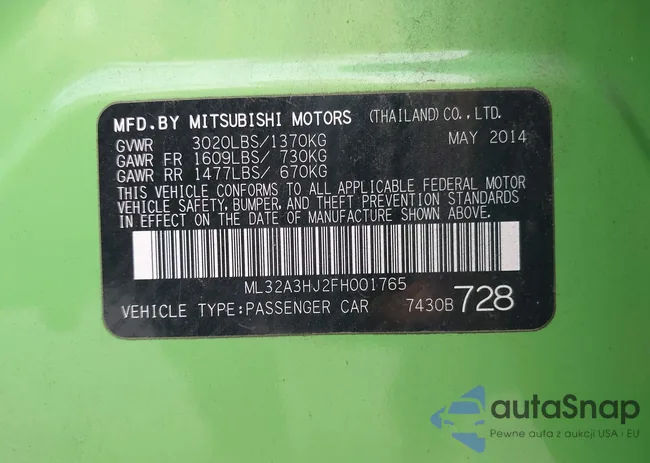 MFD.BY MITSUBISHI MOTORS (THAILAND) CO., LTD.
GVWR 3020LBS/1370KG MAY 2014
GAWR FR 1609LBS/ 730KG
GAWR RR 1477LBS/ 670KG
THIS VEHICLE CONFORMS TO ALL APPLICABLE FEDERAL MOTOR
VEHICLE SAFETY, BUMPER, AND THEFT PREVENTION STANDARDS
IN EFFECT ON THE DATE OF MANUFACTURE SHOWN ABOVE.
ML32A3HJ2FH001765
VEHICLE TYPE:PASSENGER CAR 7430B 728
autaSnap
Pewne auta z aukcji USA i EU